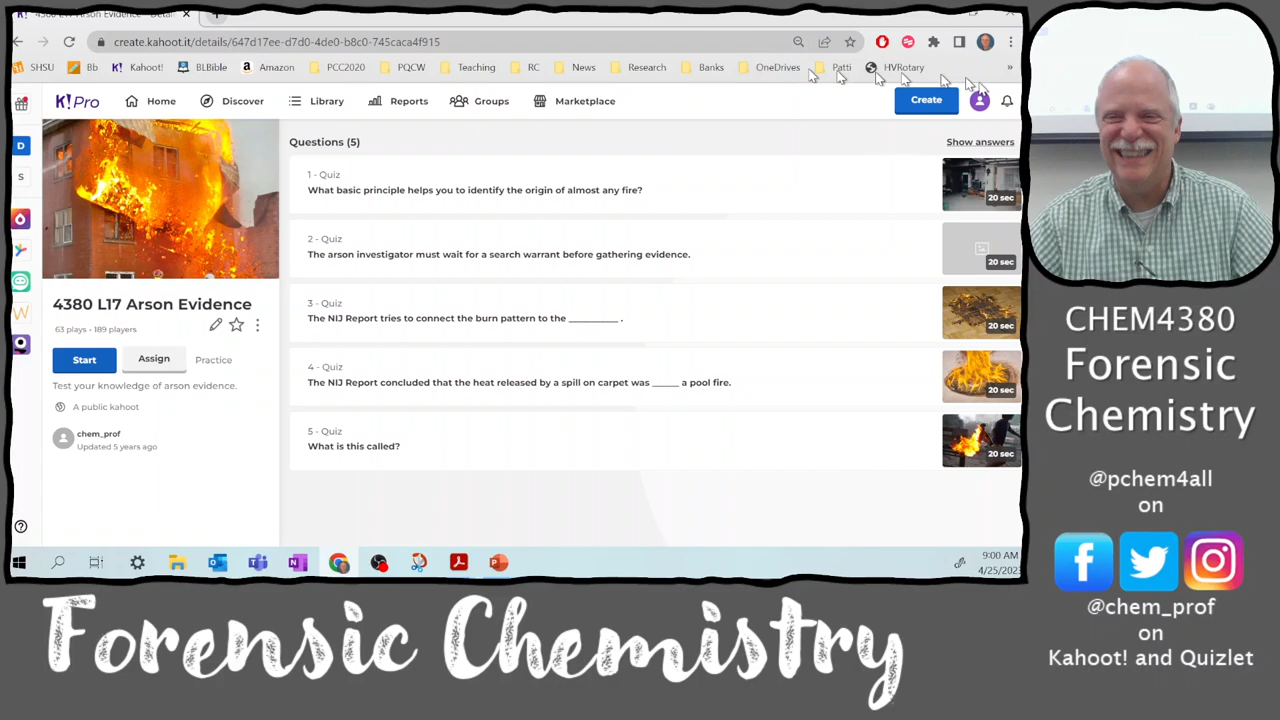 4380 L17 Arson Evidence - Detai
create.kahoot.it/details/647d17ee-d7d0-4de0-b8c0-745caca4f915
SHSU Bb Kahoot! BLBible Amazon PCC2020 PQCW Teaching RC News Research Banks OneDrives Patti HVRotary »
K!Pro Home Discover Library Reports Groups Marketplace Create
D
S
W
Questions (5) Show answers
1 - Quiz
What basic principle helps you to identify the origin of almost any fire?
20 sec
2 - Quiz
The arson investigator must wait for a search warrant before gathering evidence.
20 sec
3 - Quiz
The NIJ Report tries to connect the burn pattern to the __________ .
20 sec
4 - Quiz
The NIJ Report concluded that the heat released by a spill on carpet was _____ a pool fire.
20 sec
5 - Quiz
What is this called?
20 sec
4380 L17 Arson Evidence
63 plays • 189 players
Start Assign Practice
Test your knowledge of arson evidence.
A public kahoot
chem_prof
Updated 5 years ago
9:00 AM
4/25/202
CHEM4380
Forensic
Chemistry
@pchem4all
on
@chem_prof
on
Kahoot! and Quizlet
Forensic Chemistry